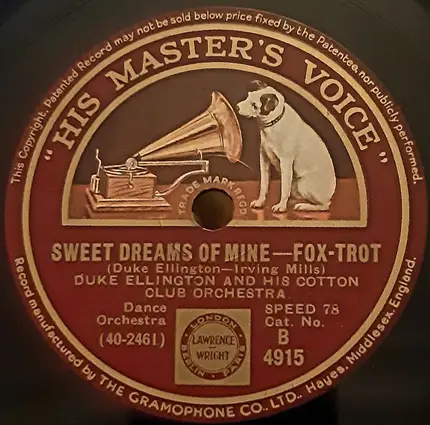 This Copyright Patented Record may not be sold below price fixed by the Patentee, nor publicly performed.
"HIS MASTER'S VOICE"
TRADE MARK REGD
SWEET DREAMS OF MINE—FOX-TROT
(Duke Ellington—Irving Mills)
DUKE ELLINGTON AND HIS COTTON
CLUB ORCHESTRA
Dance Orchestra
(40-2461)
LONDON
LAWRENCE
WRIGHT
BERLIN · PARIS
SPEED 78
Cat. No.
B
4915
Record manufactured by THE GRAMOPHONE CO., LTD., Hayes, Middlesex, England.